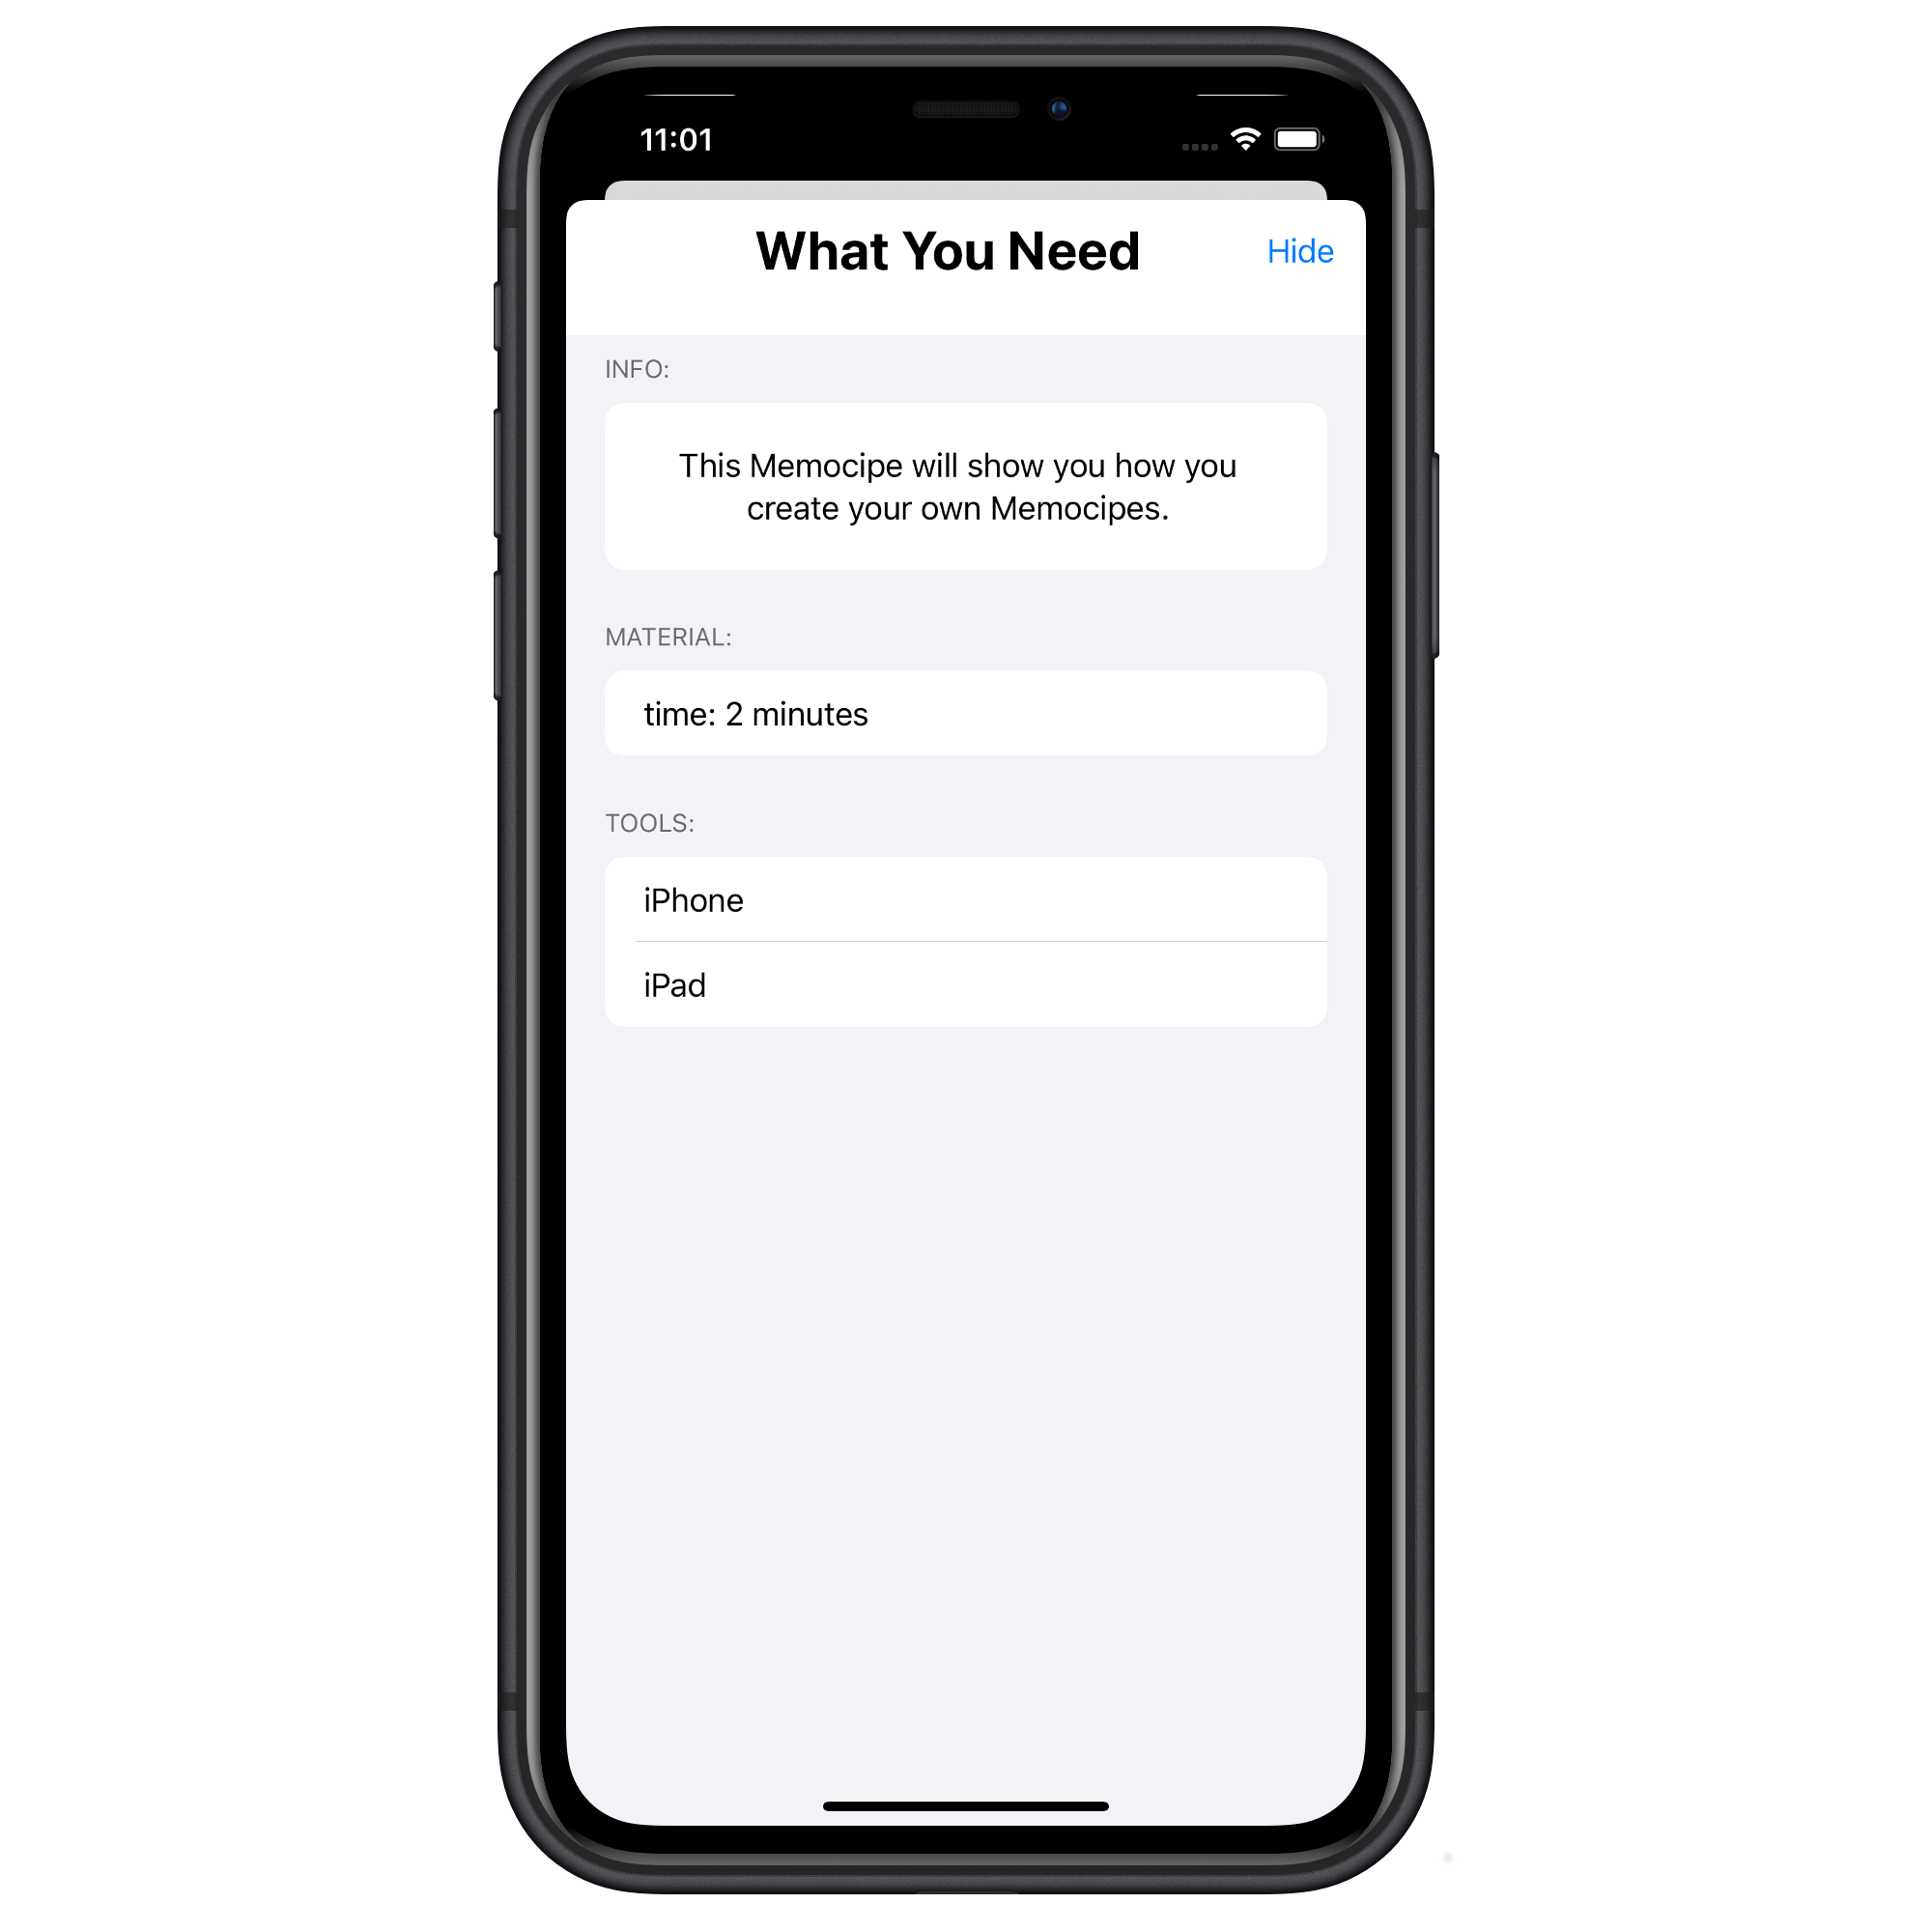 11:01
What You Need
Hide
INFO:
This Memocipe will show you how you
create your own Memocipes.
MATERIAL:
time: 2 minutes
TOOLS:
iPhone
iPad